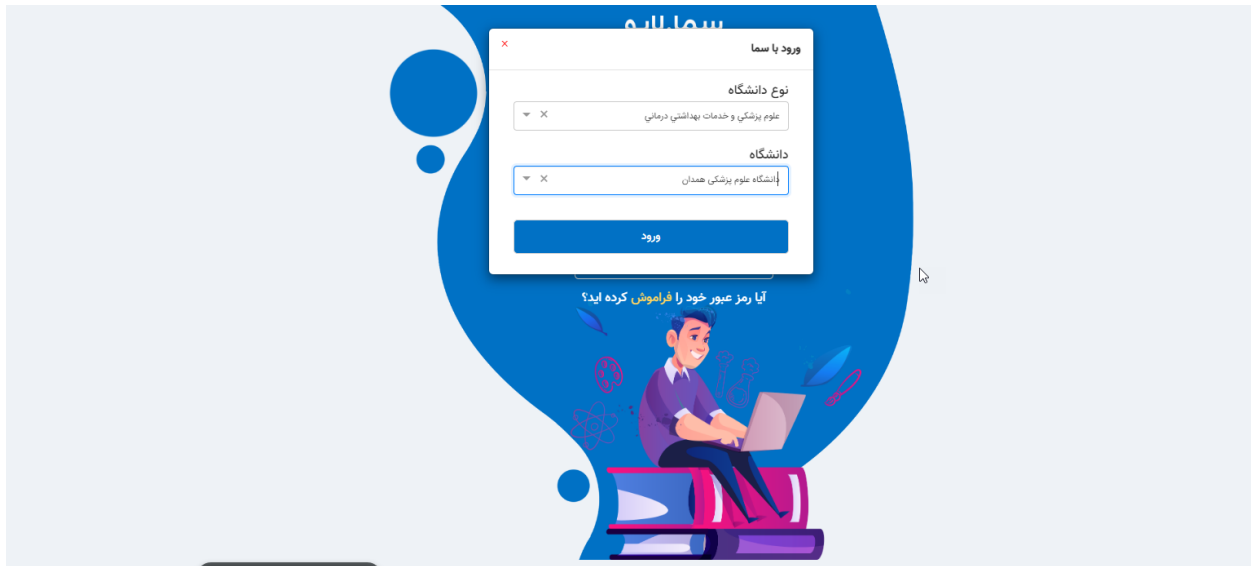 سمالایو
ورود با سما
×
نوع دانشگاه
علوم پزشكي و خدمات بهداشتي درماني
×
دانشگاه
دانشگاه علوم پزشکی همدان
×
ورود
آیا رمز عبور خود را فراموش کرده اید؟